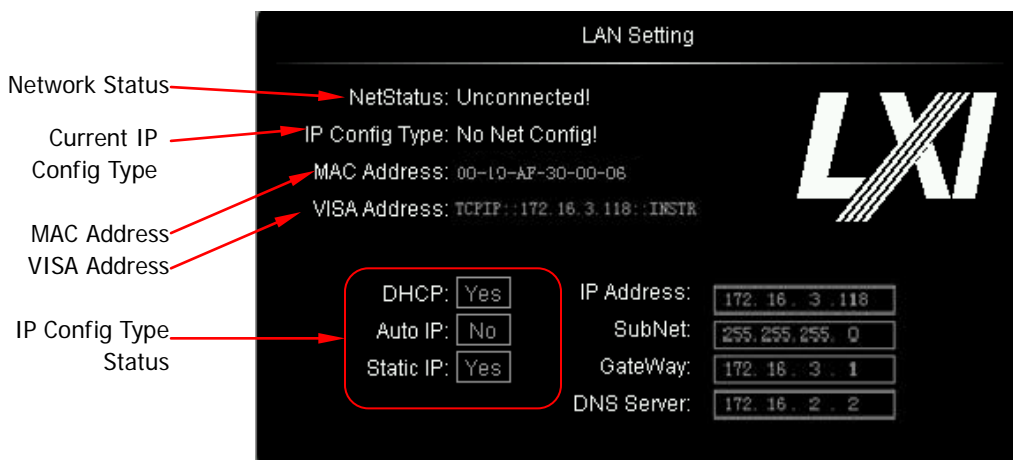 LAN Setting
Network Status
NetStatus: Unconnected!
Current IP
Config Type
IP Config Type: No Net Config!
MAC Address: 00-10-AF-30-00-06
MAC Address
VISA Address: TCPIP::172.16.3.118::INSTR
VISA Address
LXI
IP Config Type
Status
DHCP: Yes
Auto IP: No
Static IP: Yes
IP Address: 172. 16 . 3 .118
SubNet: 255.255.255. 0
GateWay: 172. 16 . 3 . 1
DNS Server: 172. 16 . 2 . 2